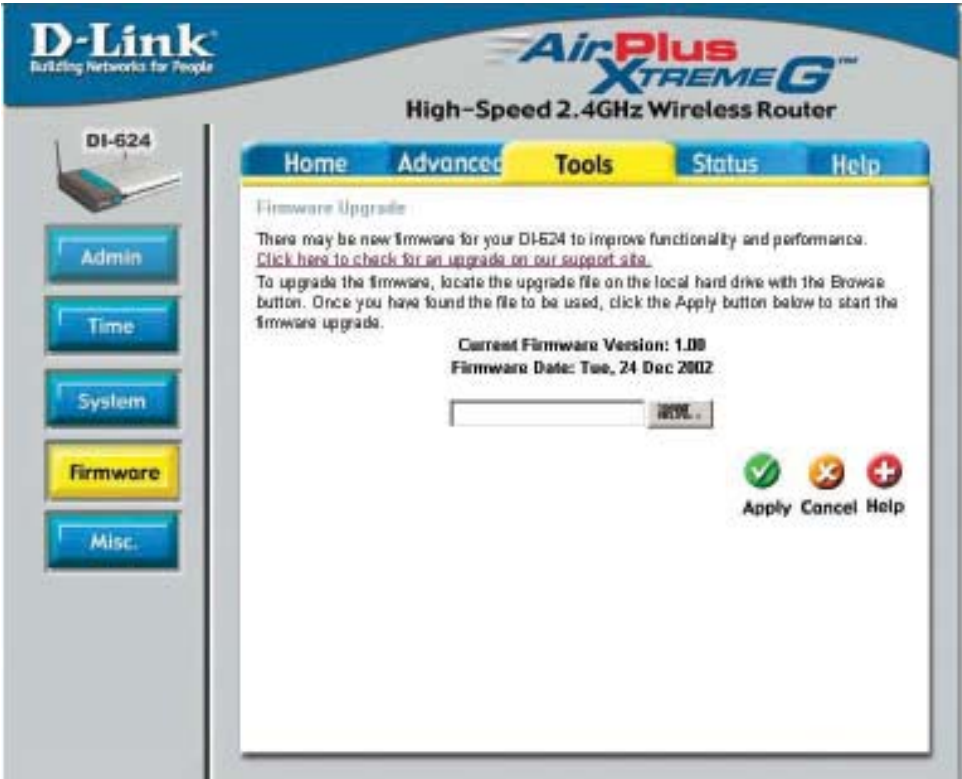 D-Link
Building Networks for People
AirPlus
XTREME G™
High-Speed 2.4GHz Wireless Router
DI-624
Home Advanced Tools Status Help
Admin
Time
System
Firmware
Misc.
Firmware Upgrade
There may be new firmware for your DI-624 to improve functionality and performance.
Click here to check for an upgrade on our support site.
To upgrade the firmware, locate the upgrade file on the local hard drive with the Browse
button. Once you have found the file to be used, click the Apply button below to start the
firmware upgrade.
Current Firmware Version: 1.00
Firmware Date: Tue, 24 Dec 2002
Apply Cancel Help